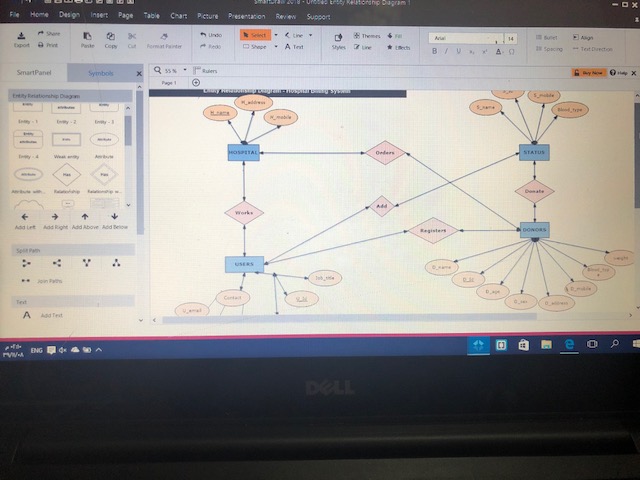 SmartDraw 2018 - Untitled Entity Relationship Diagram 1
File Home Design Insert Page Table Chart Picture Presentation Review Support
Export Share Print Paste Copy Cut Format Painter Undo Redo Select Shape Line Text Styles Themes Fill Line Effects Arial 14 Bullet Align Spacing Text Direction
SmartPanel Symbols 55 % Rulers Buy Now Help
Page 1
Entity Relationship Diagram
Entity Relationship Diagram - Hospital Billing System
Entity - 1 Entity - 2 Entity - 3
Entity - 4 Weak entity Attribute
Attribute with... Relationship Relationship w...
Add Left Add Right Add Above Add Below
Split Path
Join Paths
Text
A Add Text
H_address
H_name
H_mobile
HOSPITAL
Orders
S_mobile
S_name
Blood_type
STATUS
Works
Add
Donate
Registers
DONORS
USERS
Job_title
Contact
U_Id
U_email
D_name
D_Id
D_age
D_sex
D_address
D_mobile
weight
ENG
DELL